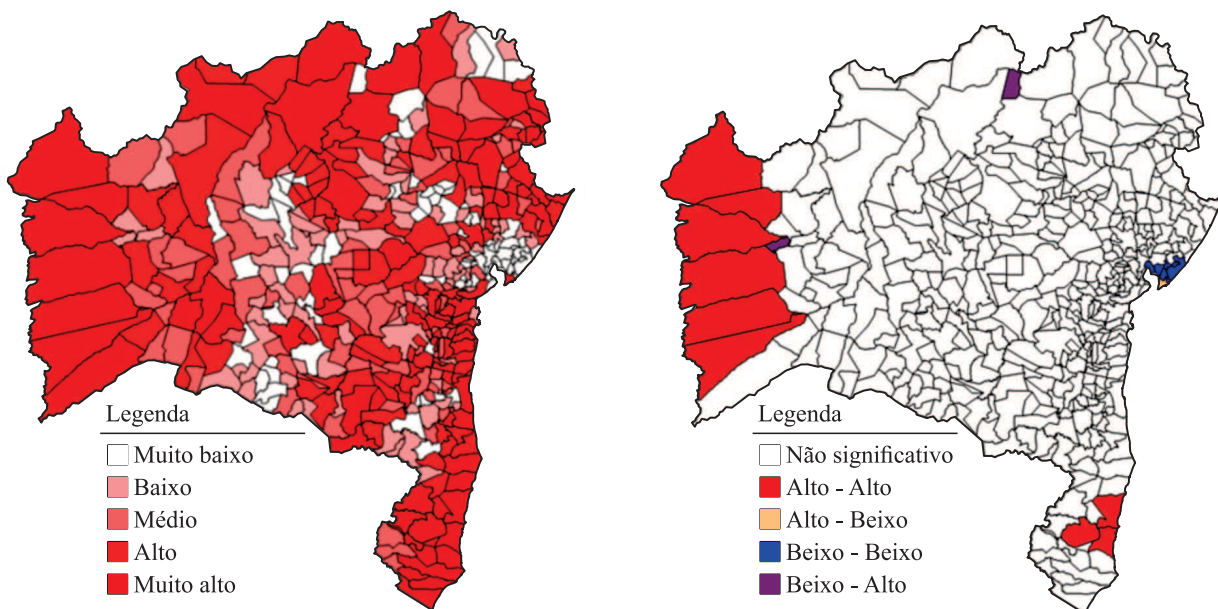 Legenda
Muito baixo
Baixo
Médio
Alto
Muito alto
Legenda
Não significativo
Alto - Alto
Alto - Beixo
Beixo - Beixo
Beixo - Alto